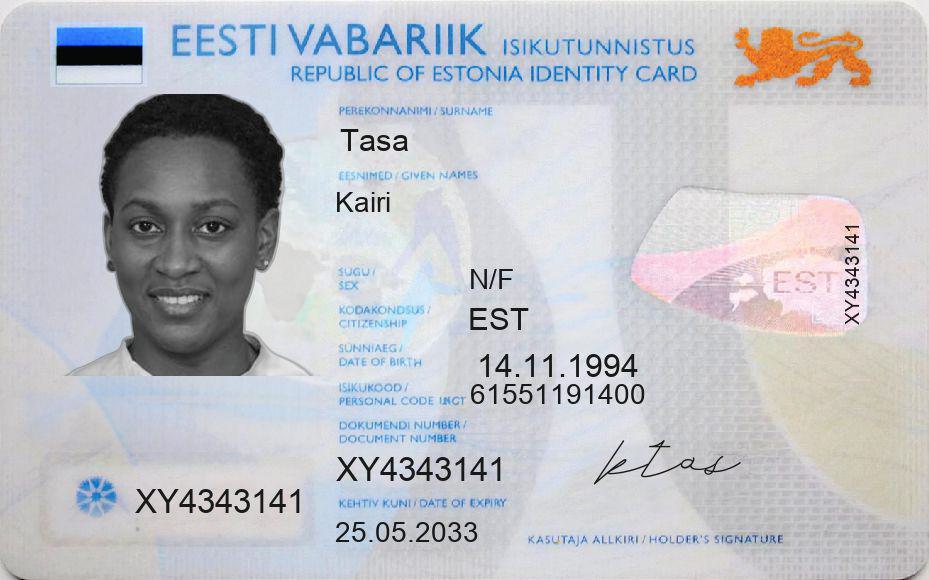 EESTI VABARIIK ISIKUTUNNISTUS
REPUBLIC OF ESTONIA IDENTITY CARD
PEREKONNANIMI / SURNAME
Tasa
EESNIMED / GIVEN NAMES
Kairi
SUGU /
SEX
N/F
KODAKONDSUS /
CITIZENSHIP
EST
SÜNNIAEG /
DATE OF BIRTH
14.11.1994
ISIKUKOOD /
PERSONAL CODE
61551191400
DOKUMENDI NUMBER /
DOCUMENT NUMBER
XY4343141
KEHTIV KUNI / DATE OF EXPIRY
25.05.2033
XY4343141
EST
XY4343141
ktas
KASUTAJA ALLKIRI / HOLDER'S SIGNATURE